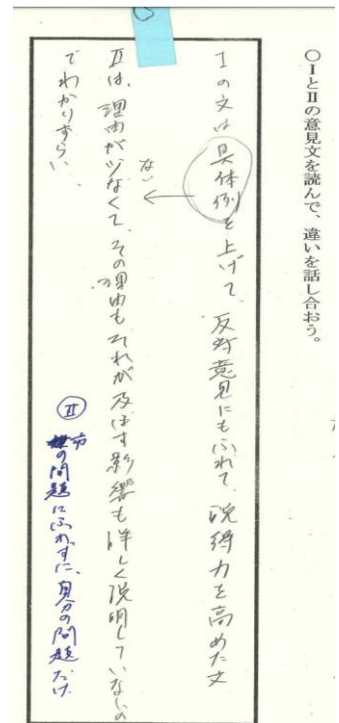 ○ⅠとⅡの意見文を読んで、違いを話し合おう。
Ⅰの文は具体例を上げて、反対意見にもふれて、説得力を高めた文
ない
Ⅱは、理由が少なくて、その理由もそれが及ぼす影響も詳しく説明していないの
でわかりずらい、
Ⅱ 市
の問題にふれずに、自分の問題だけ